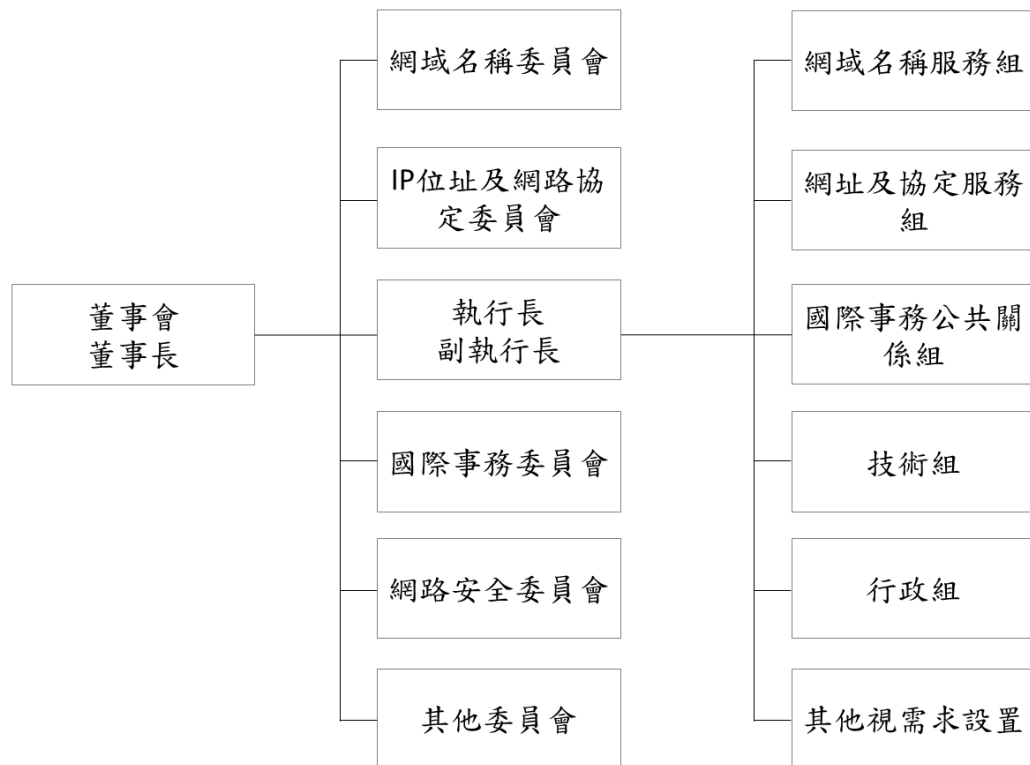 網域名稱委員會
網域名稱服務組
IP位址及網路協
定委員會
網址及協定服務
組
董事會
董事長
執行長
副執行長
國際事務公共關
係組
國際事務委員會
技術組
網路安全委員會
行政組
其他委員會
其他視需求設置